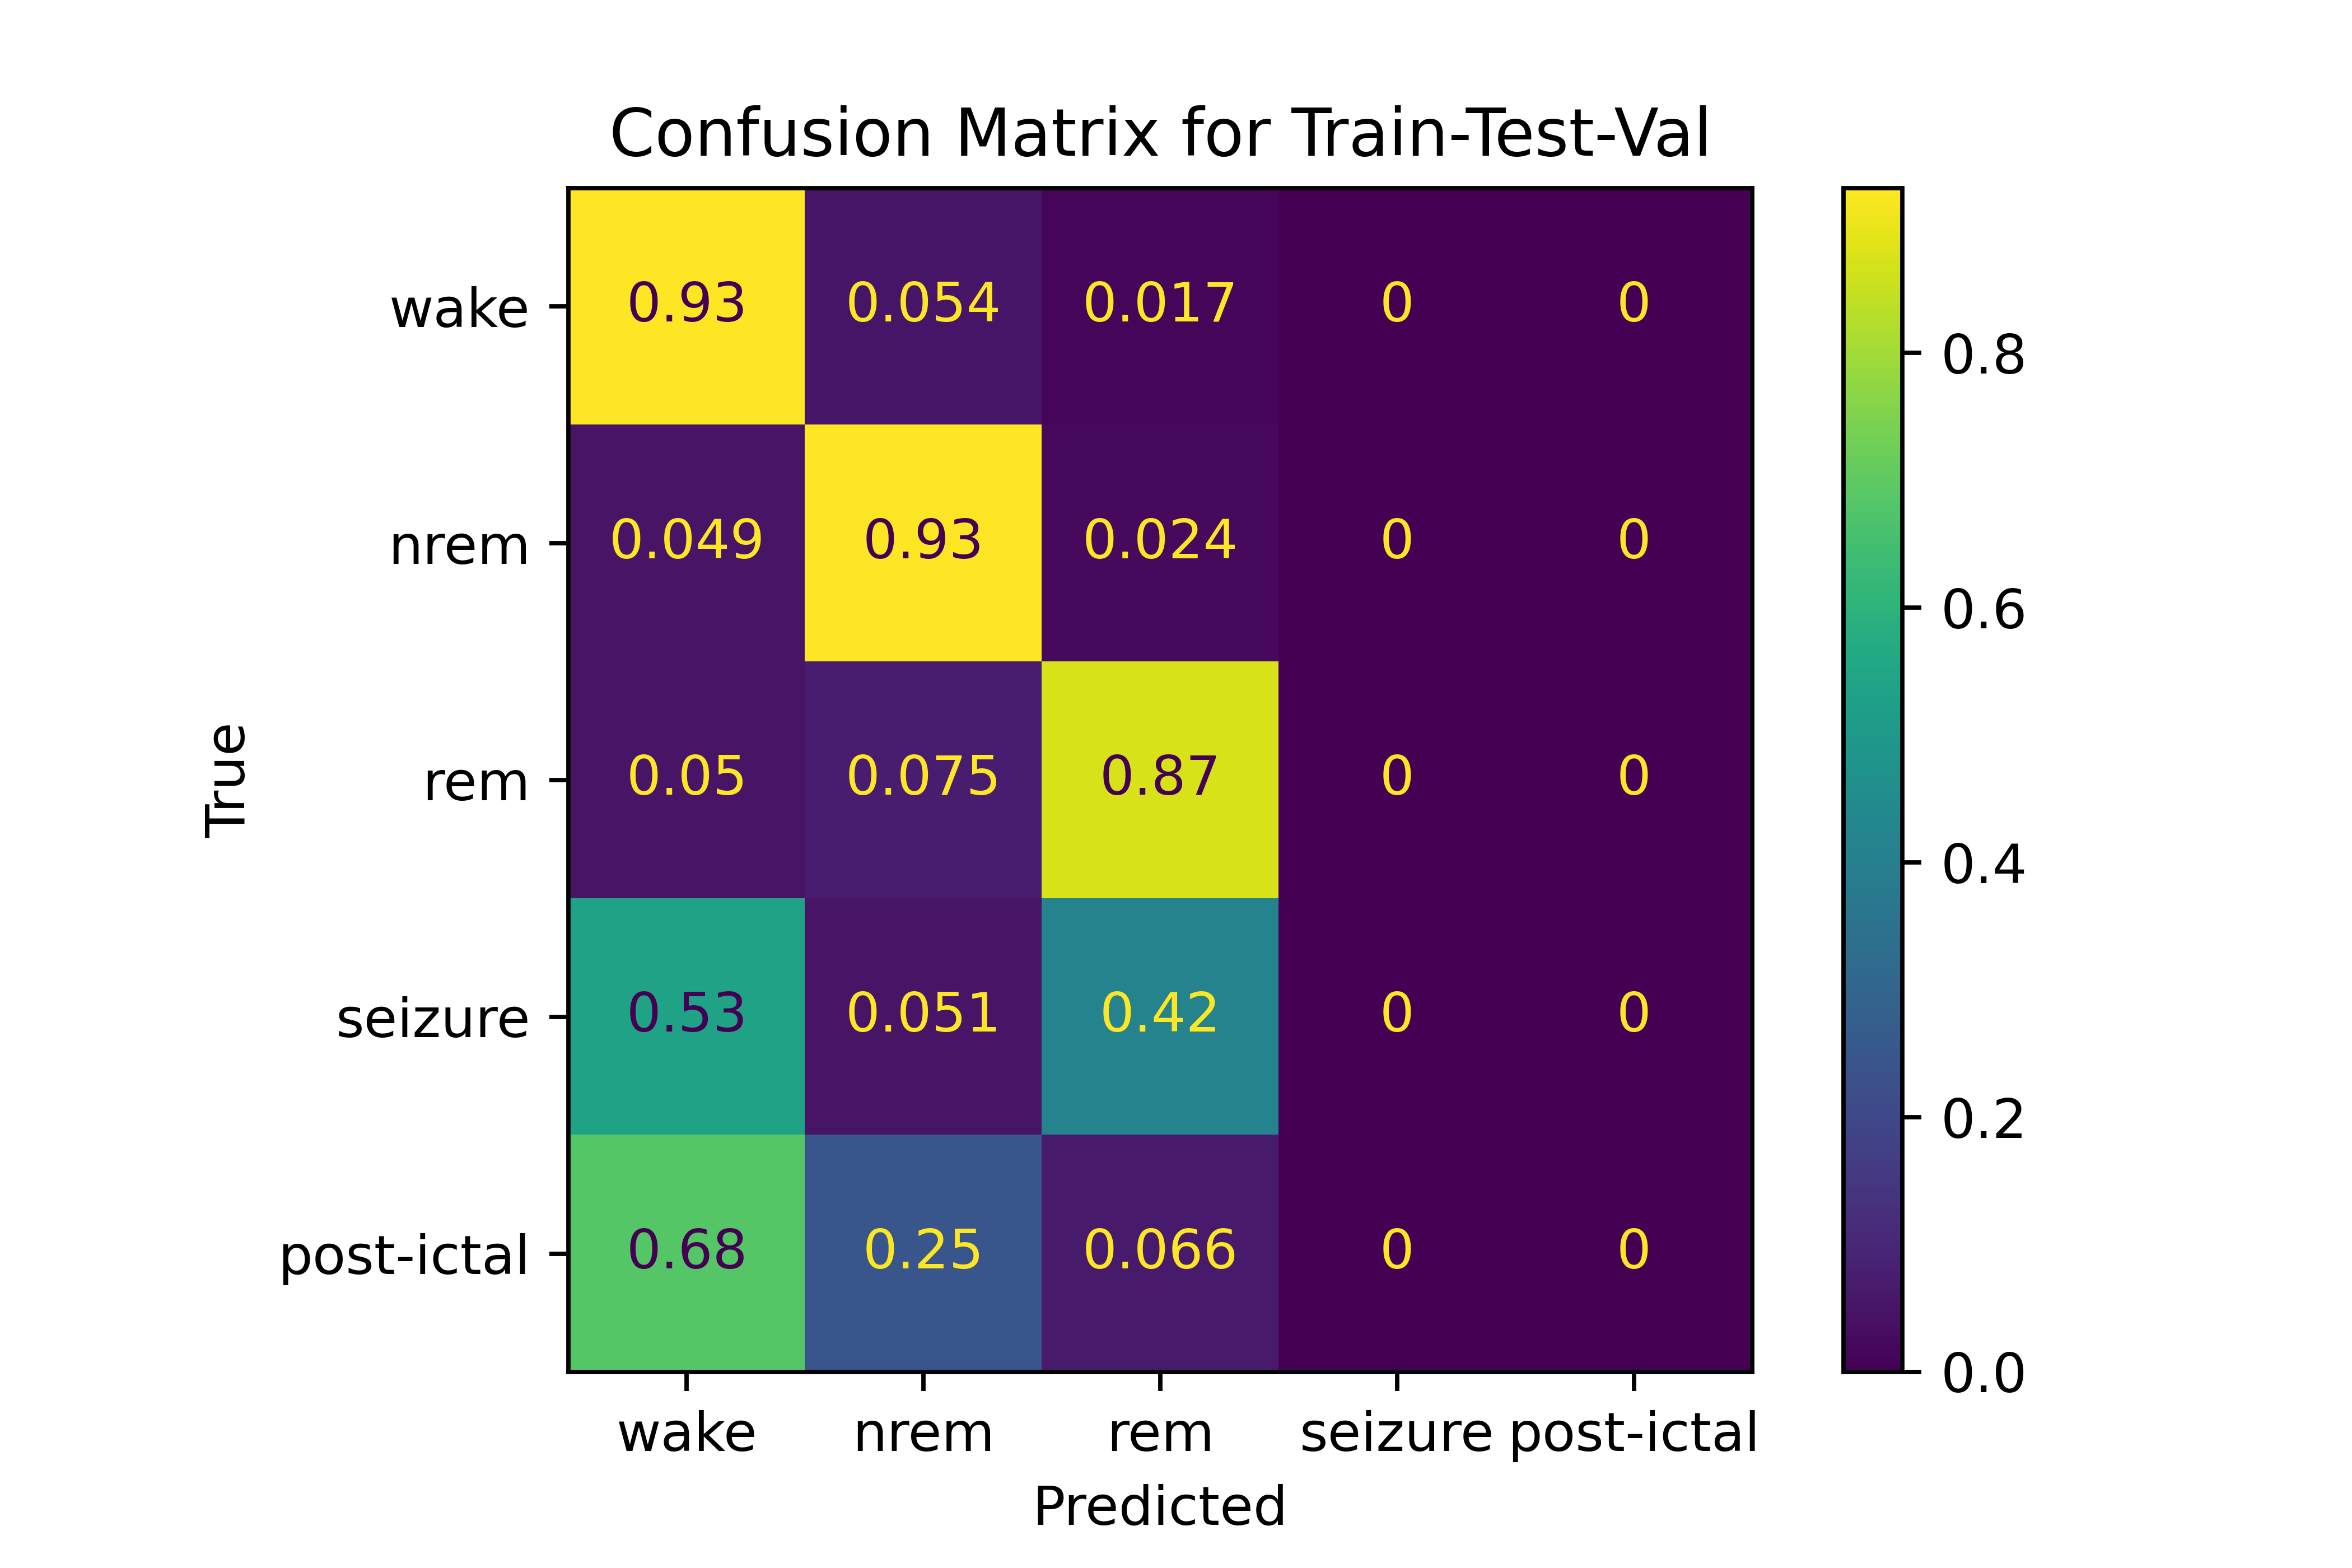 Confusion Matrix for Train-Test-Val
True
wake 0.93 0.054 0.017 0 0
nrem 0.049 0.93 0.024 0 0
rem 0.05 0.075 0.87 0 0
seizure 0.53 0.051 0.42 0 0
post-ictal 0.68 0.25 0.066 0 0
wake nrem rem seizure post-ictal
Predicted
0.8
0.6
0.4
0.2
0.0